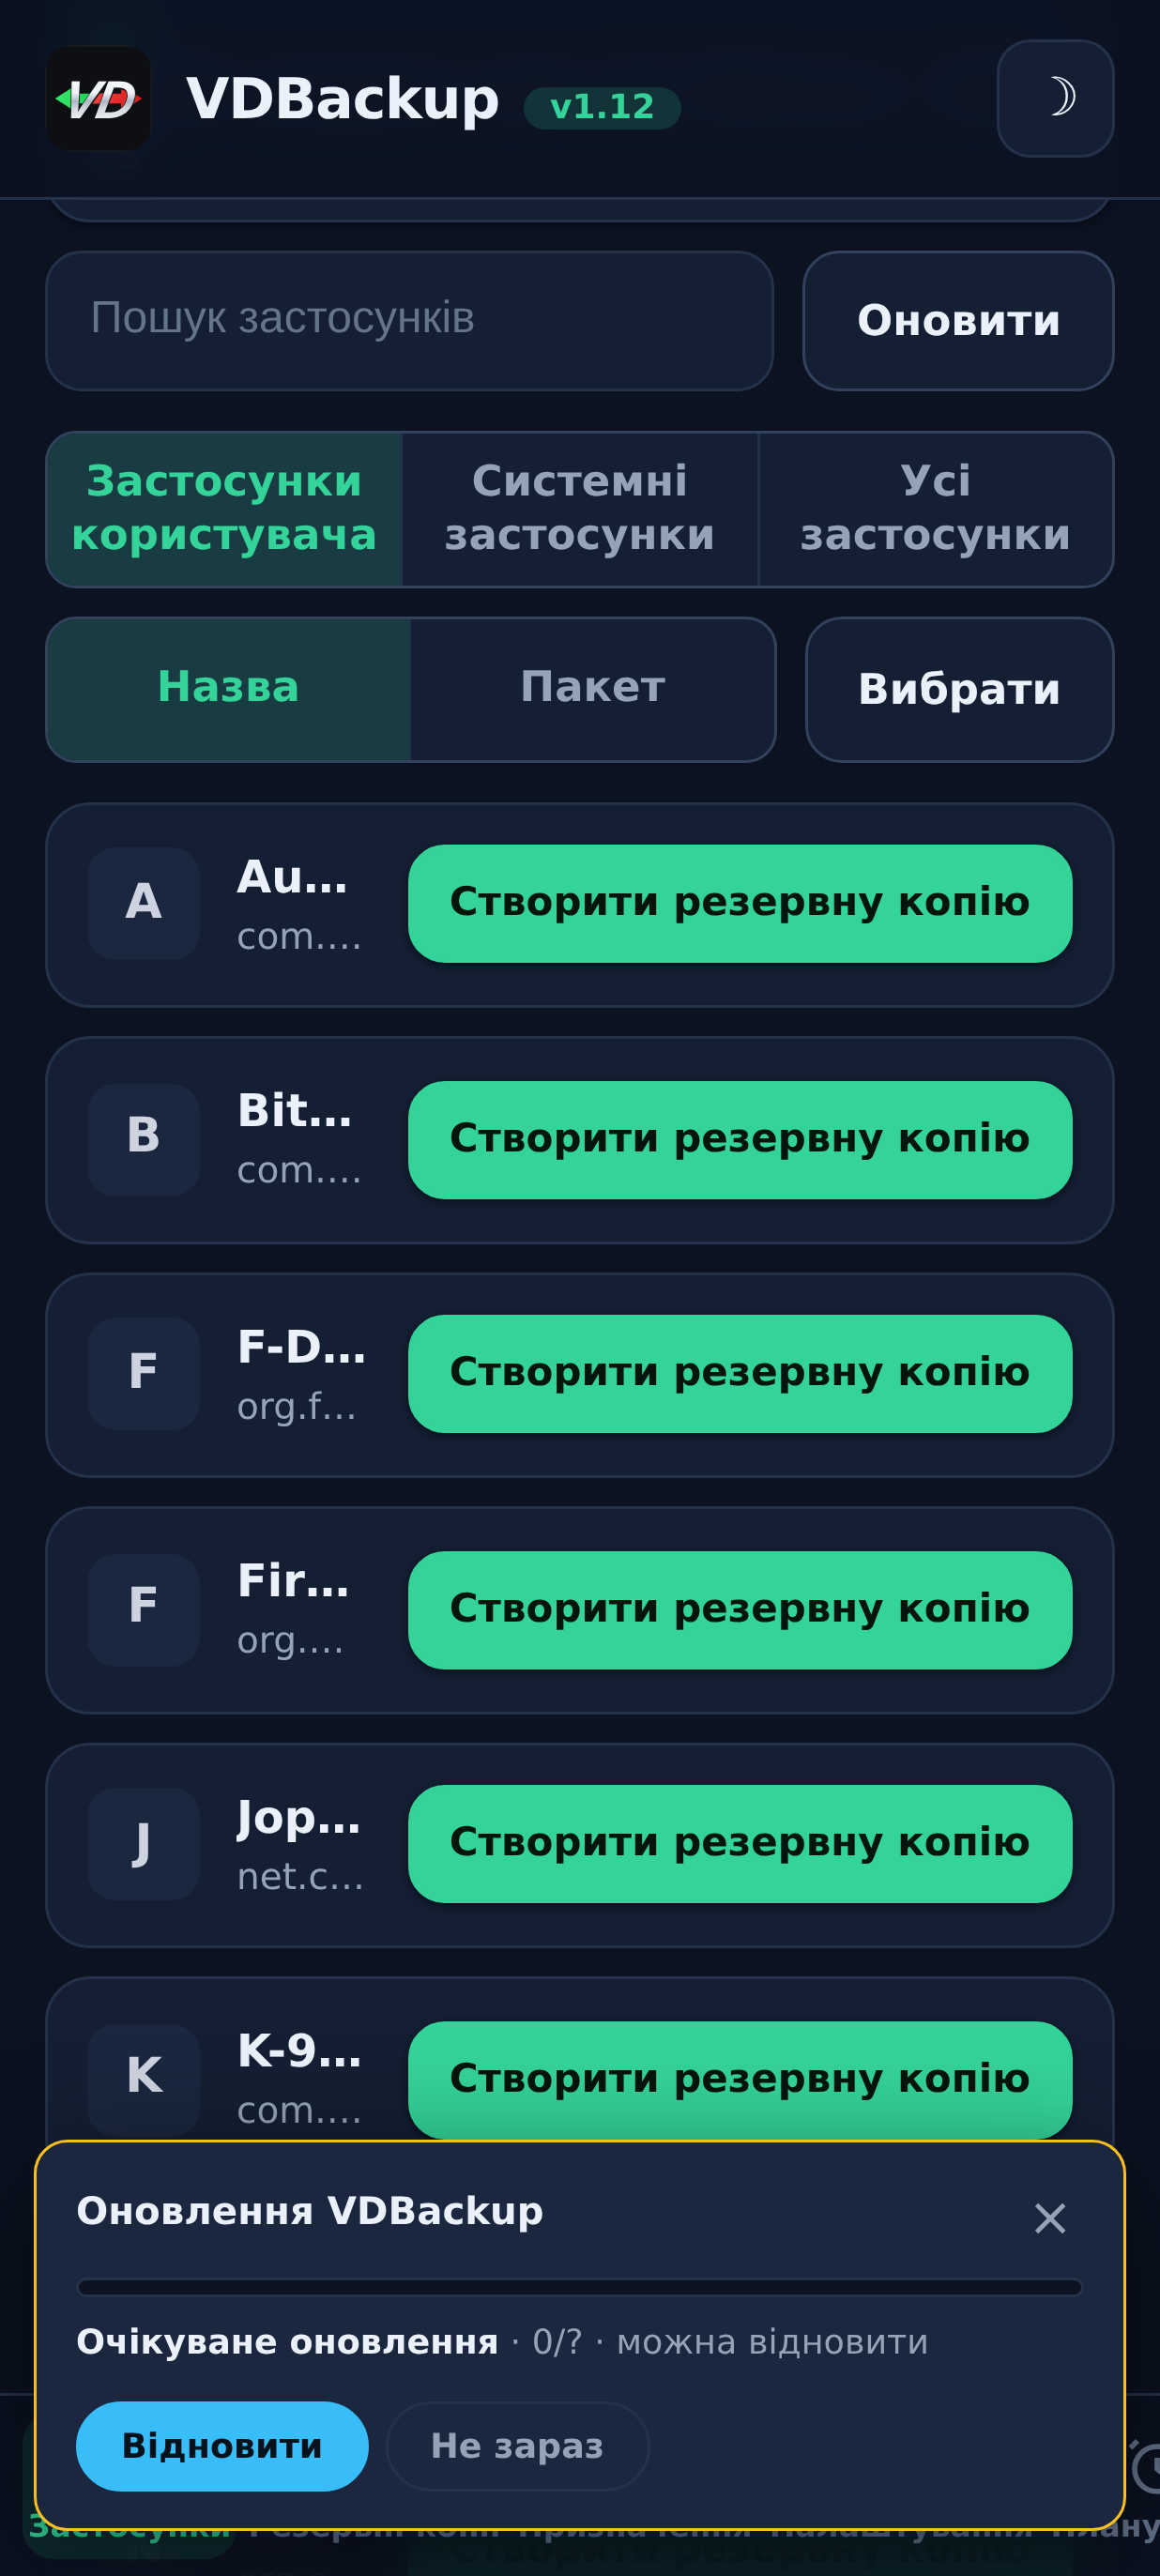 VD
VDBackup v1.12
Пошук застосунків
Оновити
Застосунки користувача
Системні застосунки
Усі застосунки
Назва
Пакет
Вибрати
A
Au...
com....
Створити резервну копію
B
Bit...
com....
Створити резервну копію
F
F-D...
org.f...
Створити резервну копію
F
Fir...
org....
Створити резервну копію
J
Jop...
net.c...
Створити резервну копію
K
K-9...
com....
Створити резервну копію
Оновлення VDBackup
×
Очікуване оновлення · 0/? · можна відновити
Відновити
Не зараз
Застосунки